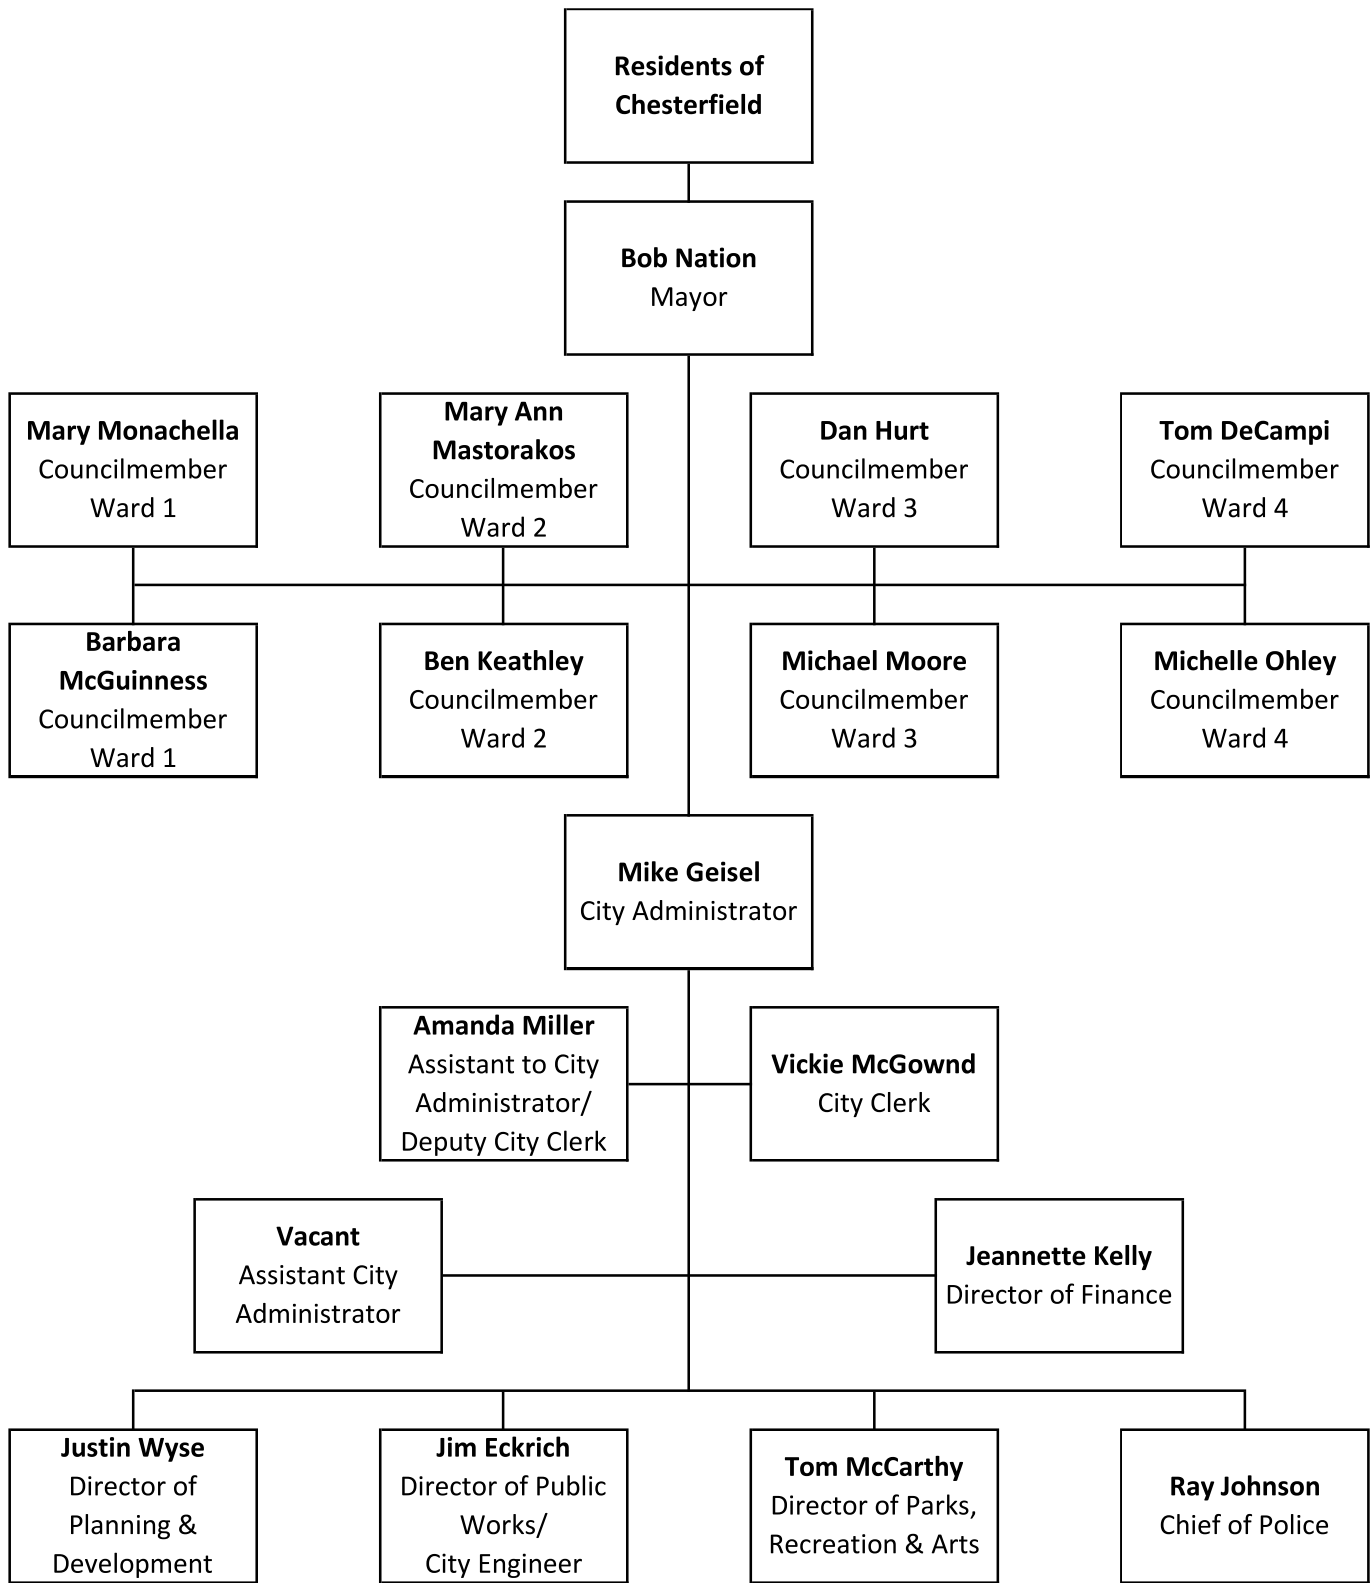 Residents of
Chesterfield
Bob Nation
Mayor
Mary Monachella
Councilmember
Ward 1
Mary Ann
Mastorakos
Councilmember
Ward 2
Dan Hurt
Councilmember
Ward 3
Tom DeCampi
Councilmember
Ward 4
Barbara
McGuinness
Councilmember
Ward 1
Ben Keathley
Councilmember
Ward 2
Michael Moore
Councilmember
Ward 3
Michelle Ohley
Councilmember
Ward 4
Mike Geisel
City Administrator
Amanda Miller
Assistant to City
Administrator/
Deputy City Clerk
Vickie McGownd
City Clerk
Vacant
Assistant City
Administrator
Jeannette Kelly
Director of Finance
Justin Wyse
Director of
Planning &
Development
Jim Eckrich
Director of Public
Works/
City Engineer
Tom McCarthy
Director of Parks,
Recreation & Arts
Ray Johnson
Chief of Police